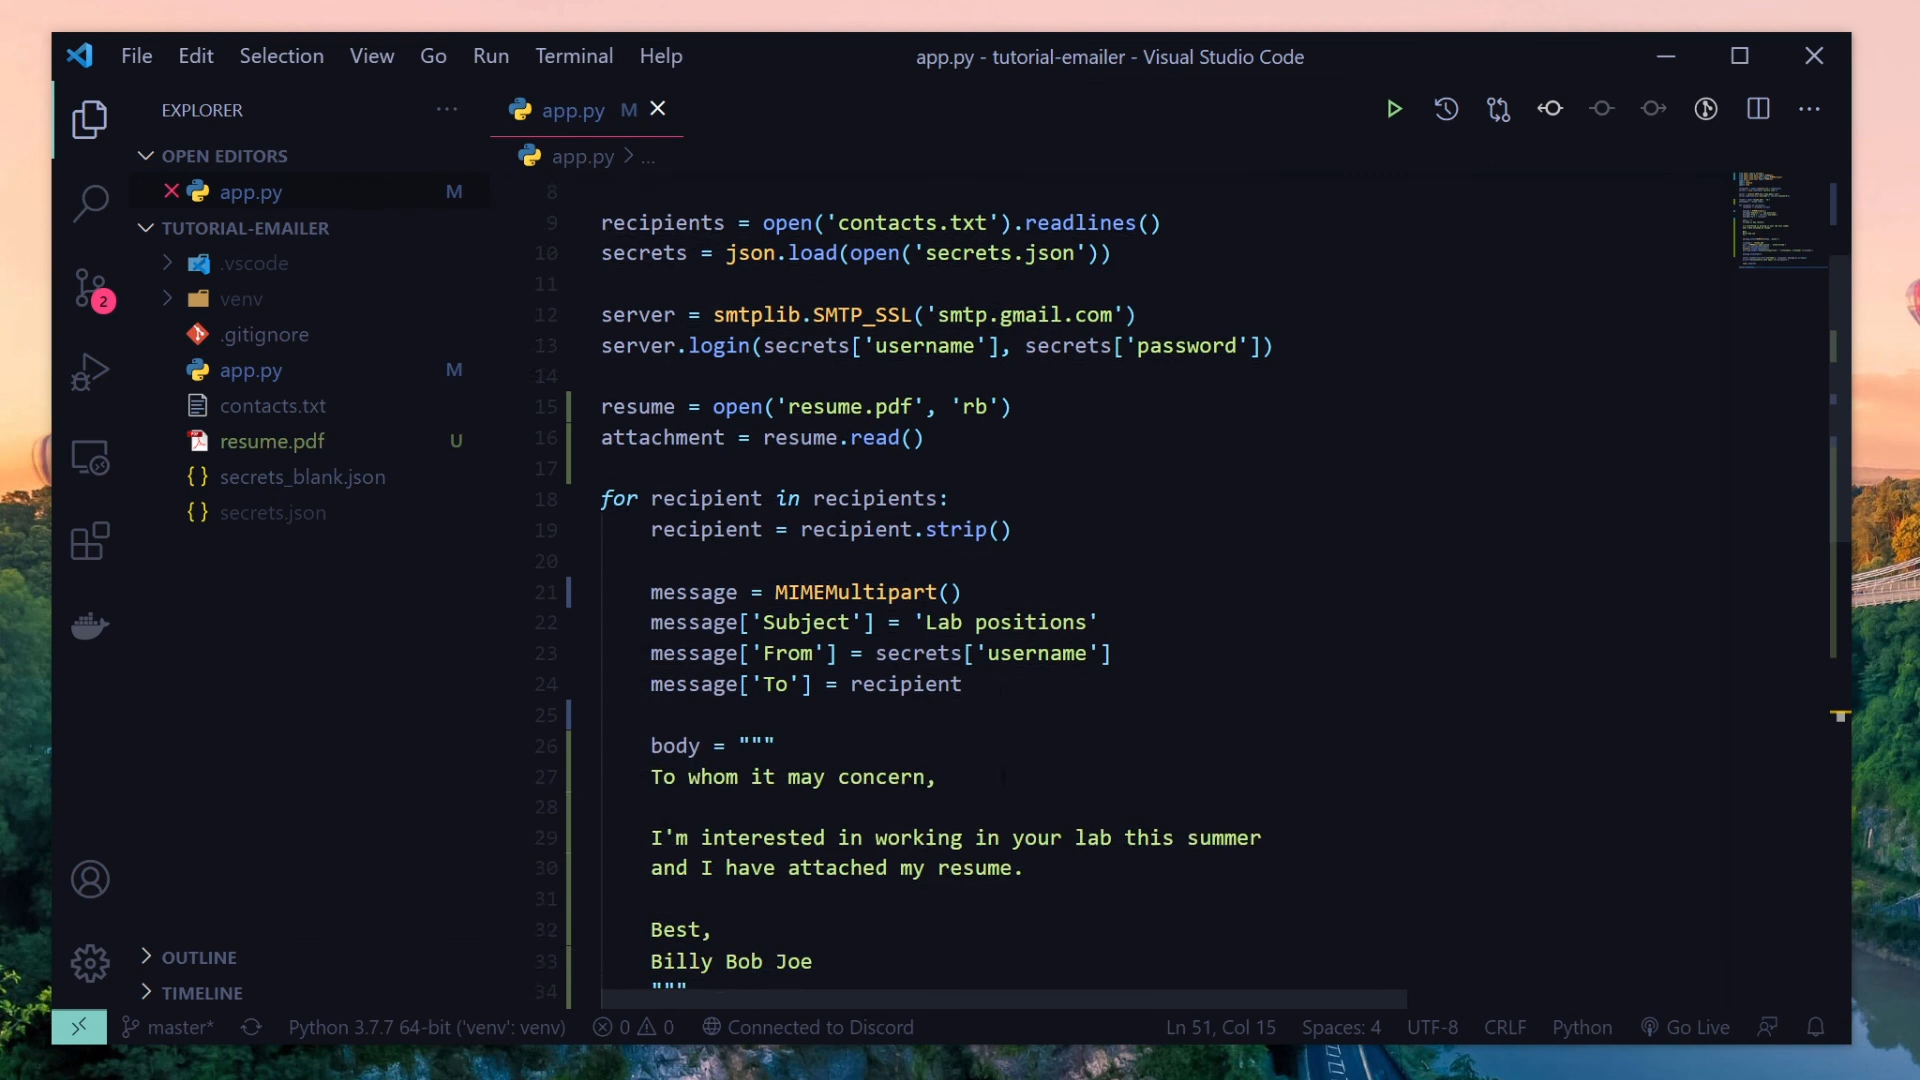 File Edit Selection View Go Run Terminal Help
app.py - tutorial-emailer - Visual Studio Code
EXPLORER
OPEN EDITORS
app.py M
TUTORIAL-EMAILER
.vscode
venv
.gitignore
app.py M
contacts.txt
resume.pdf U
secrets_blank.json
secrets.json
OUTLINE
TIMELINE
2
app.py M
app.py > ...
8
9 recipients = open('contacts.txt').readlines()
10 secrets = json.load(open('secrets.json'))
11
12 server = smtplib.SMTP_SSL('smtp.gmail.com')
13 server.login(secrets['username'], secrets['password'])
14
15 resume = open('resume.pdf', 'rb')
16 attachment = resume.read()
17
18 for recipient in recipients:
19 recipient = recipient.strip()
20
21 message = MIMEMultipart()
22 message['Subject'] = 'Lab positions'
23 message['From'] = secrets['username']
24 message['To'] = recipient
25
26 body = """
27 To whom it may concern,
28
29 I'm interested in working in your lab this summer
30 and I have attached my resume.
31
32 Best,
33 Billy Bob Joe
34 """
master* Python 3.7.7 64-bit ('venv': venv) 0 0 Connected to Discord Ln 51, Col 15 Spaces: 4 UTF-8 CRLF Python Go Live